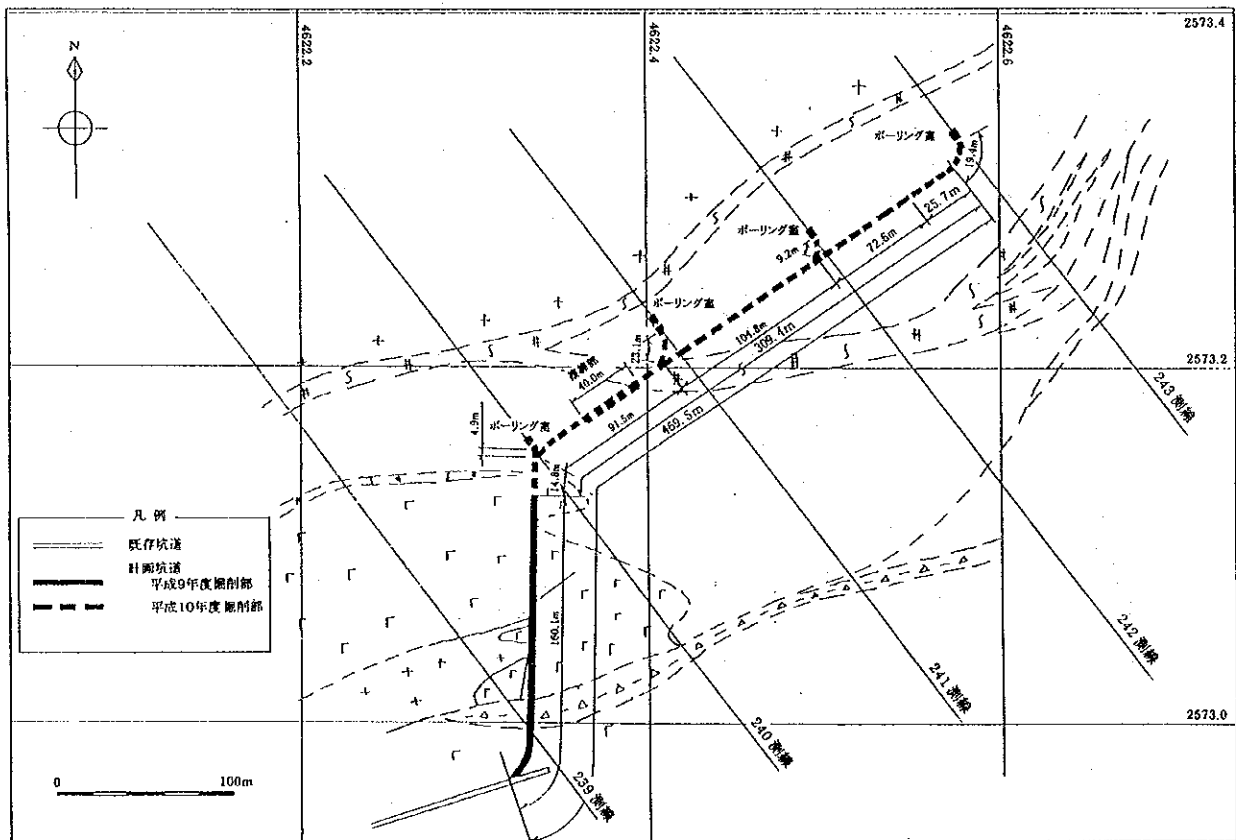 4622.2
4622.4
4622.6
2573.4
N
ボーリング室
19.4m
25.7m
72.6m
ボーリング室
9.2m
104.8m
309.4m
ボーリング室
23.1m
2573.2
40.0m
91.5m
469.5m
ボーリング室
4.9m
14.8m
243 測線
凡例
既存坑道
計画坑道
平成9年度掘削部
平成10年度掘削部
160.1m
242 測線
241 測線
2573.0
240 測線
239 測線
0
100m